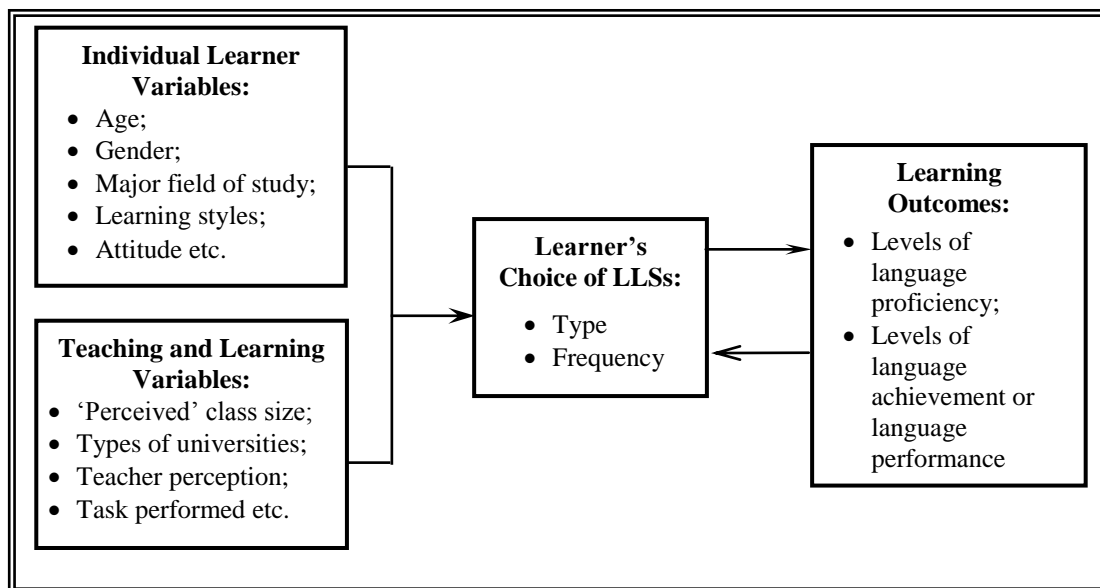 Individual Learner
Variables:
• Age;
• Gender;
• Major field of study;
• Learning styles;
• Attitude etc.
Teaching and Learning
Variables:
• ‘Perceived’ class size;
• Types of universities;
• Teacher perception;
• Task performed etc.
Learner’s
Choice of LLSs:
• Type
• Frequency
Learning
Outcomes:
• Levels of
language
proficiency;
• Levels of
language
achievement or
language
performance